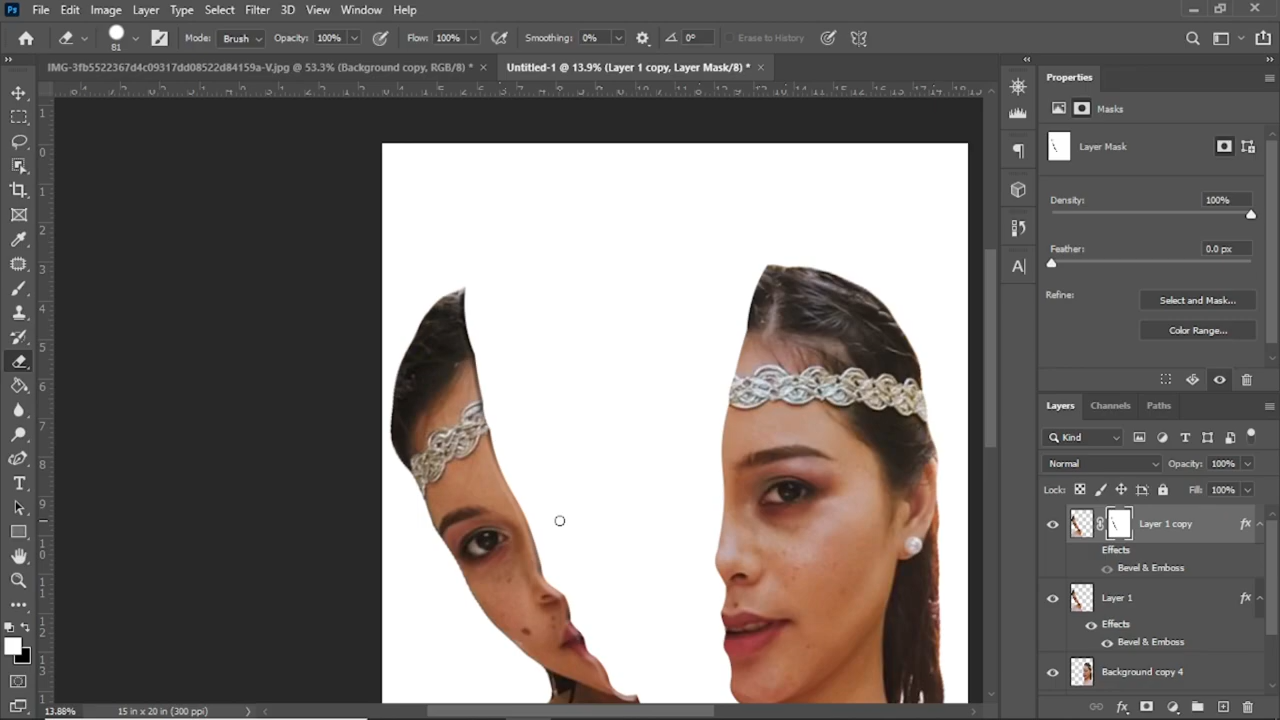 Ps File Edit Image Layer Type Select Filter 3D View Window Help
81 Mode: Brush Opacity: 100% Flow: 100% Smoothing: 0% 0° Erase to History
IMG-3fb5522367d4c09317dd08522d84159a-V.jpg @ 53.3% (Background copy, RGB/8) * × Untitled-1 @ 13.9% (Layer 1 copy, Layer Mask/8) * ×
Properties
Masks
Layer Mask
Density: 100%
Feather: 0.0 px
Refine: Select and Mask...
Color Range...
Layers Channels Paths
Kind
Normal Opacity: 100%
Lock: Fill: 100%
Layer 1 copy fx
Effects
Bevel & Emboss
Layer 1 fx
Effects
Bevel & Emboss
Background copy 4
13.88% 15 in x 20 in (300 ppi)